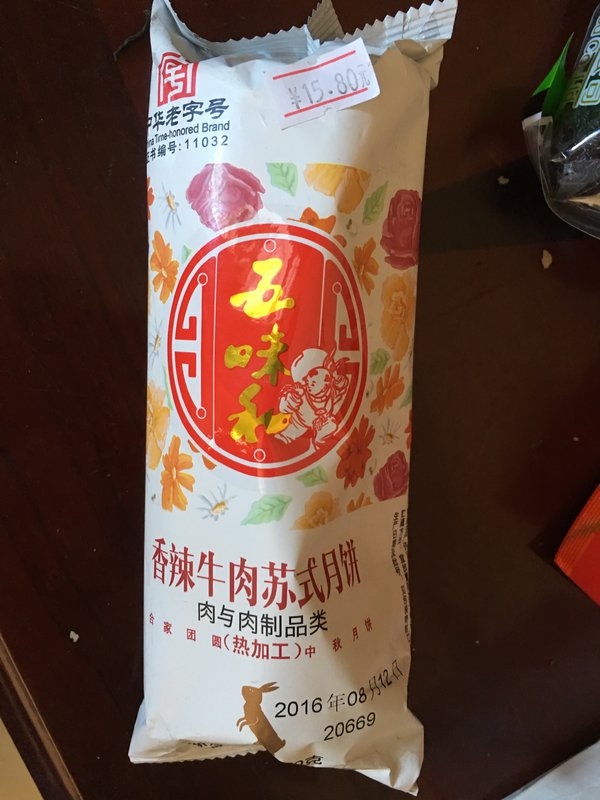 ¥15.80元
中华老字号
China Time-honored Brand
证书编号:11032
五味和
香辣牛肉苏式月饼
肉与肉制品类
合家团圆(热加工)中秋月饼
2016年08月12日
20669